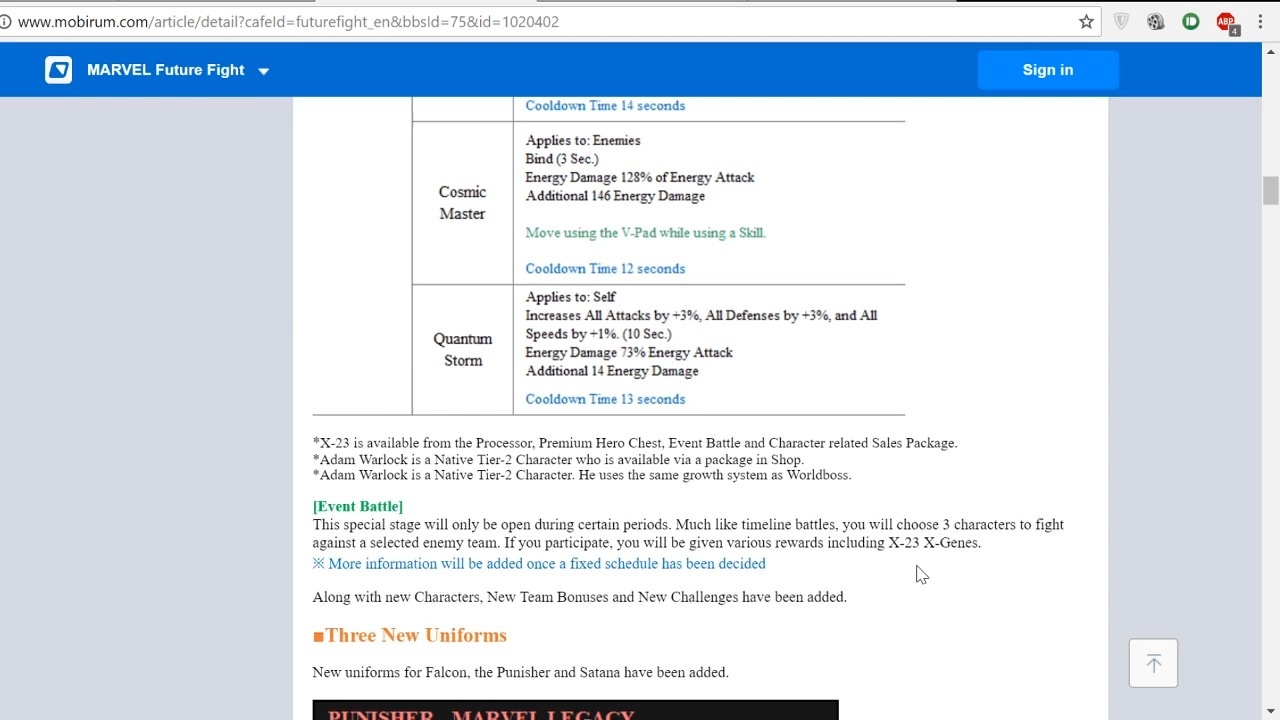 www.mobirum.com/article/detail?cafeId=futurefight_en&bbsId=75&id=1020402
ABP
4
MARVEL Future Fight
Sign in
Cooldown Time 14 seconds
Cosmic
Master
Applies to: Enemies
Bind (3 Sec.)
Energy Damage 128% of Energy Attack
Additional 146 Energy Damage
Move using the V-Pad while using a Skill.
Cooldown Time 12 seconds
Quantum
Storm
Applies to: Self
Increases All Attacks by +3%, All Defenses by +3%, and All
Speeds by +1%. (10 Sec.)
Energy Damage 73% Energy Attack
Additional 14 Energy Damage
Cooldown Time 13 seconds
*X-23 is available from the Processor, Premium Hero Chest, Event Battle and Character related Sales Package.
*Adam Warlock is a Native Tier-2 Character who is available via a package in Shop.
*Adam Warlock is a Native Tier-2 Character. He uses the same growth system as Worldboss.
[Event Battle]
This special stage will only be open during certain periods. Much like timeline battles, you will choose 3 characters to fight
against a selected enemy team. If you participate, you will be given various rewards including X-23 X-Genes.
※ More information will be added once a fixed schedule has been decided
Along with new Characters, New Team Bonuses and New Challenges have been added.
■Three New Uniforms
New uniforms for Falcon, the Punisher and Satana have been added.
PUNISHER - MARVEL LEGACY